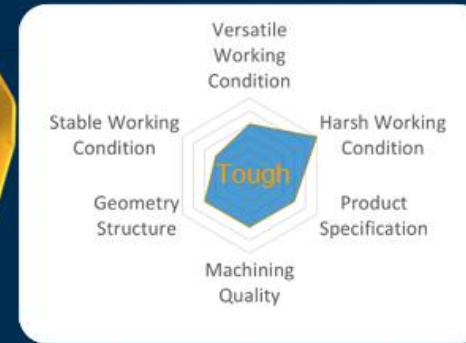 Versatile
Working
Condition
Stable Working
Condition
Harsh Working
Condition
Tough
Geometry
Structure
Product
Specification
Machining
Quality